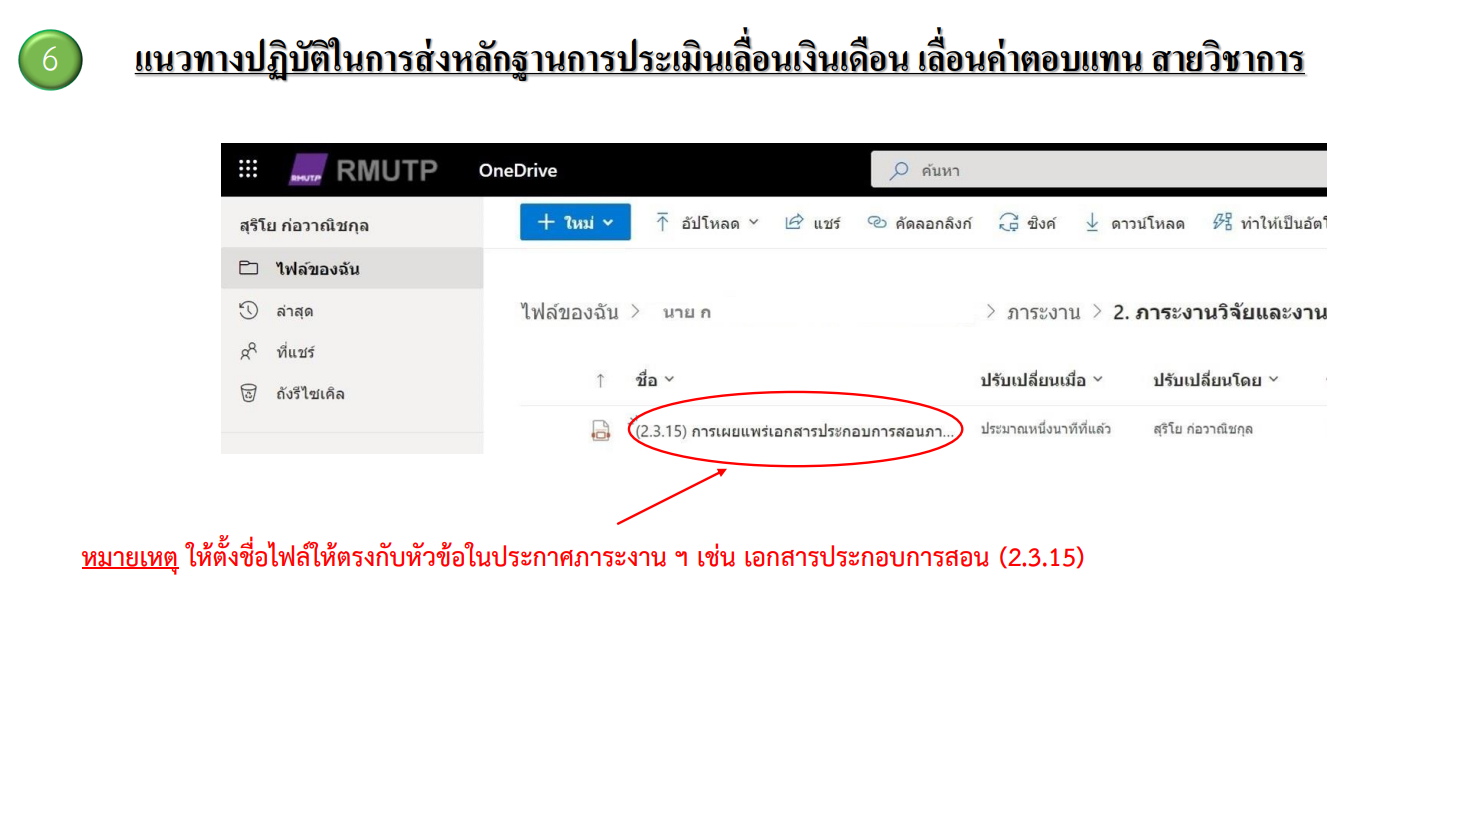 6
แนวทางปฏิบัติในการส่งหลักฐานการประเมินเลื่อนเงินเดือน เลื่อนค่าตอบแทน สายวิชาการ
RMUTP RMUTP OneDrive ค้นหา
สุริโย ก่อวาณิชกุล
+ ใหม่ อัปโหลด แชร์ คัดลอกลิงก์ ซิงค์ ดาวน์โหลด ทำให้เป็นอัตโ
ไฟล์ของฉัน
ล่าสุด
ที่แชร์
ถังรีไซเคิล
ไฟล์ของฉัน > นาย ก > ภาระงาน > 2. ภาระงานวิจัยและงาน
↑ ชื่อ ปรับเปลี่ยนเมื่อ ปรับเปลี่ยนโดย
(2.3.15) การเผยแพร่เอกสารประกอบการสอนภา... ประมาณหนึ่งนาทีที่แล้ว สุริโย ก่อวาณิชกุล
หมายเหตุ ให้ตั้งชื่อไฟล์ให้ตรงกับหัวข้อในประกาศภาระงาน ฯ เช่น เอกสารประกอบการสอน (2.3.15)